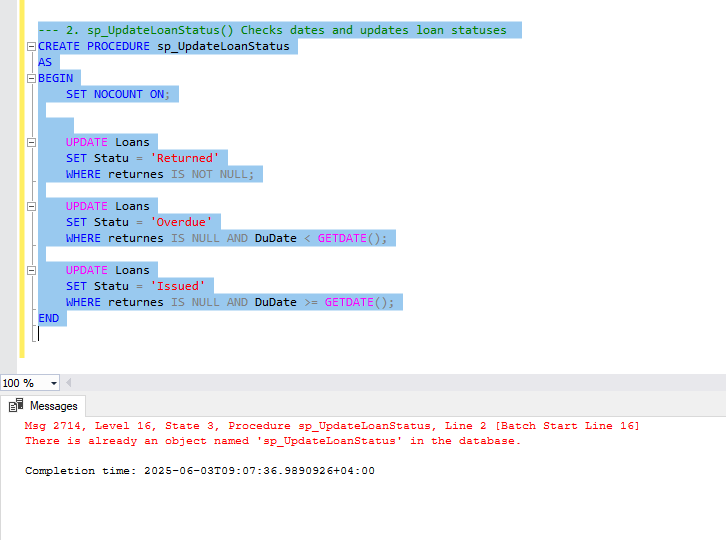 --- 2. sp_UpdateLoanStatus() Checks dates and updates loan statuses
CREATE PROCEDURE sp_UpdateLoanStatus
AS
BEGIN
SET NOCOUNT ON;
UPDATE Loans
SET Statu = 'Returned'
WHERE returnes IS NOT NULL;
UPDATE Loans
SET Statu = 'Overdue'
WHERE returnes IS NULL AND DuDate < GETDATE();
UPDATE Loans
SET Statu = 'Issued'
WHERE returnes IS NULL AND DuDate >= GETDATE();
END
100 %
Messages
Msg 2714, Level 16, State 3, Procedure sp_UpdateLoanStatus, Line 2 [Batch Start Line 16]
There is already an object named 'sp_UpdateLoanStatus' in the database.
Completion time: 2025-06-03T09:07:36.9890926+04:00